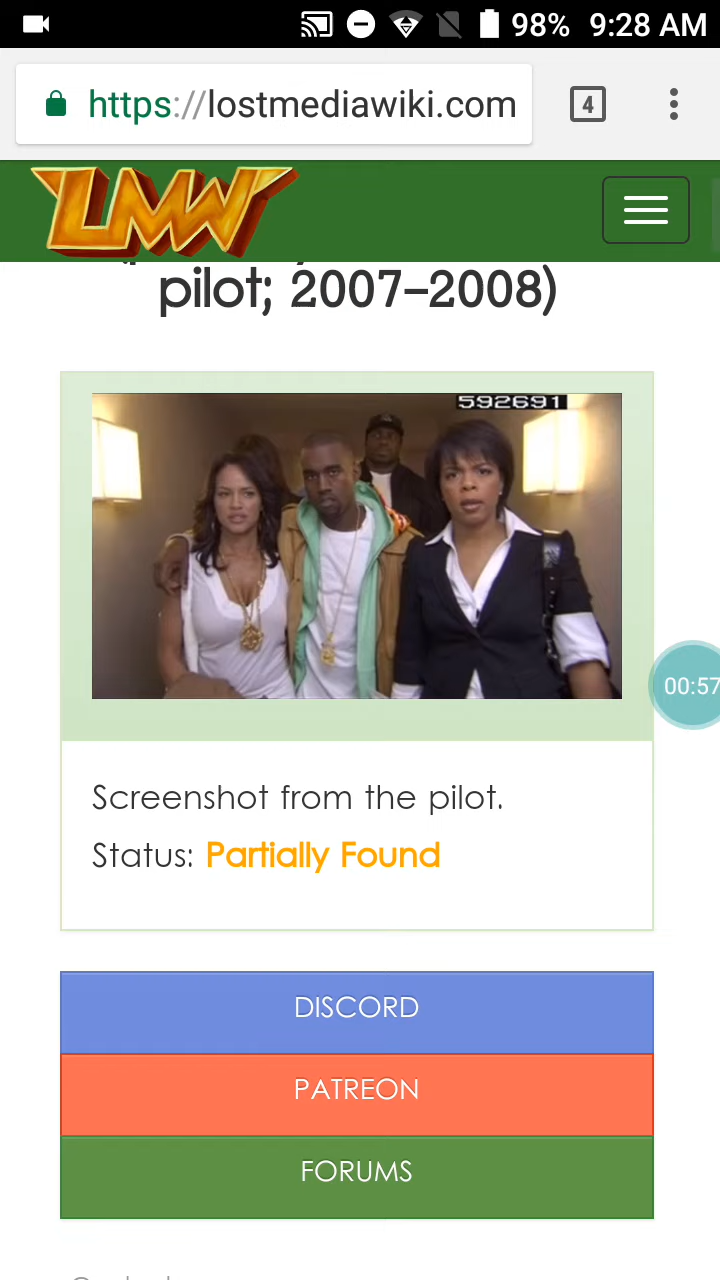 98% 9:28 AM
https://lostmediawiki.com
4
LMW
pilot; 2007–2008)
592691
00:57
Screenshot from the pilot.
Status: Partially Found
DISCORD
PATREON
FORUMS